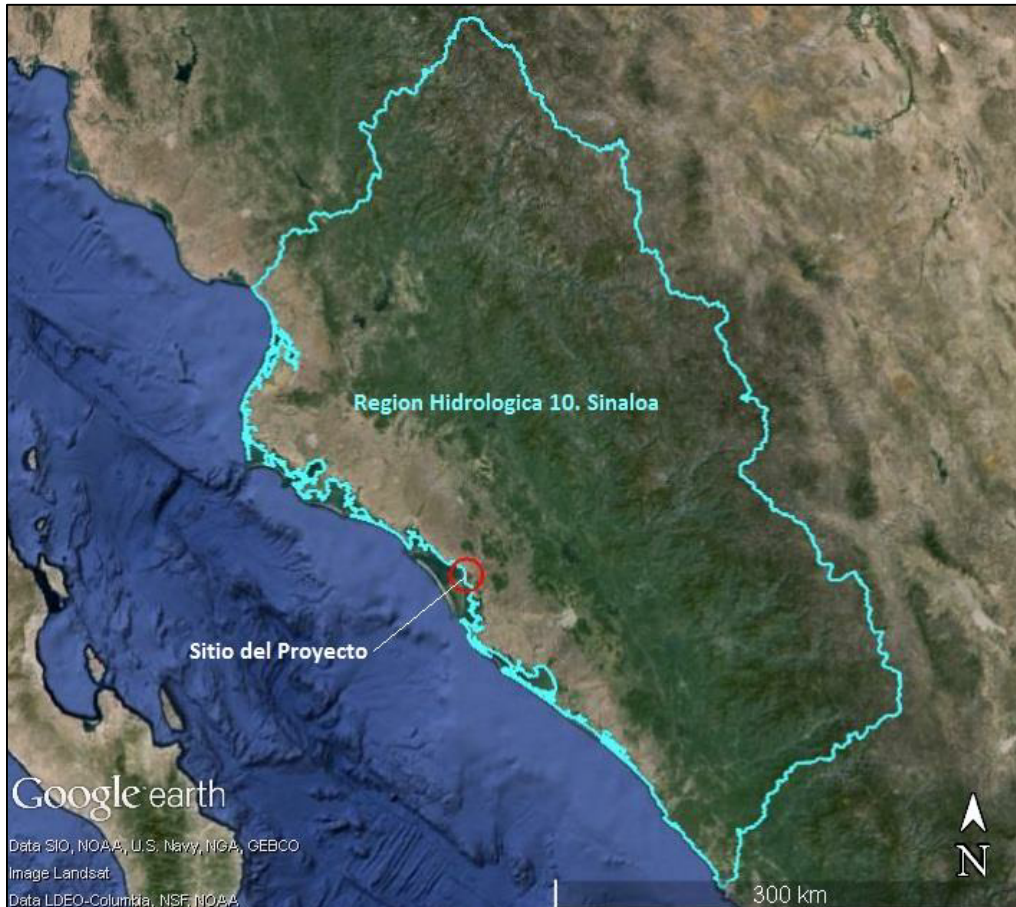 Region Hidrologica 10. Sinaloa
Sitio del Proyecto
Google earth
Data SIO, NOAA, U.S. Navy, NGA, GEBCO
Image Landsat
Data LDEO-Columbia, NSF, NOAA
N
300 km